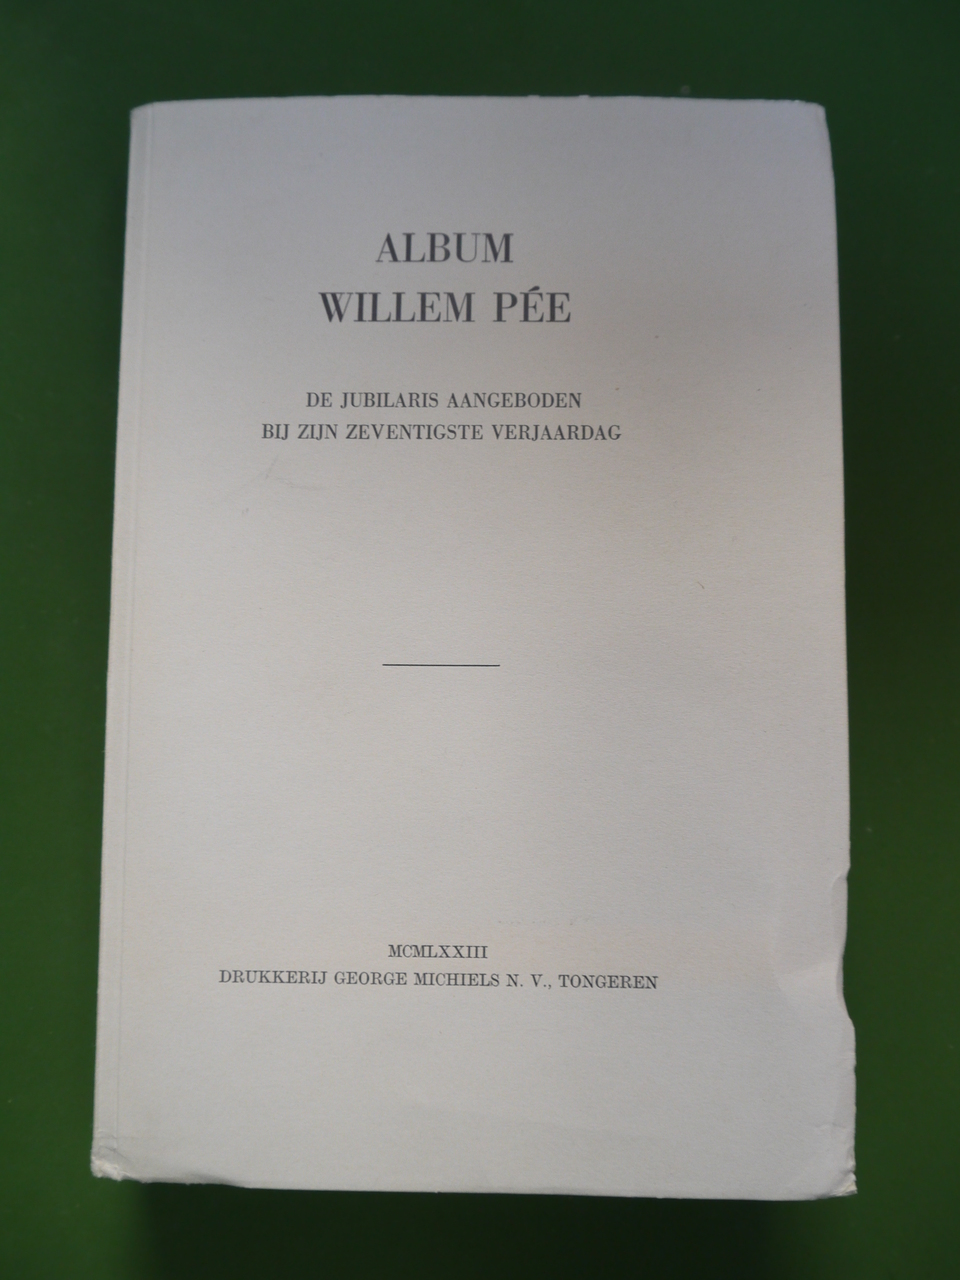 ALBUM
WILLEM PÉE
DE JUBILARIS AANGEBODEN
BIJ ZIJN ZEVENTIGSTE VERJAARDAG
MCMLXXIII
DRUKKERIJ GEORGE MICHIELS N. V., TONGEREN